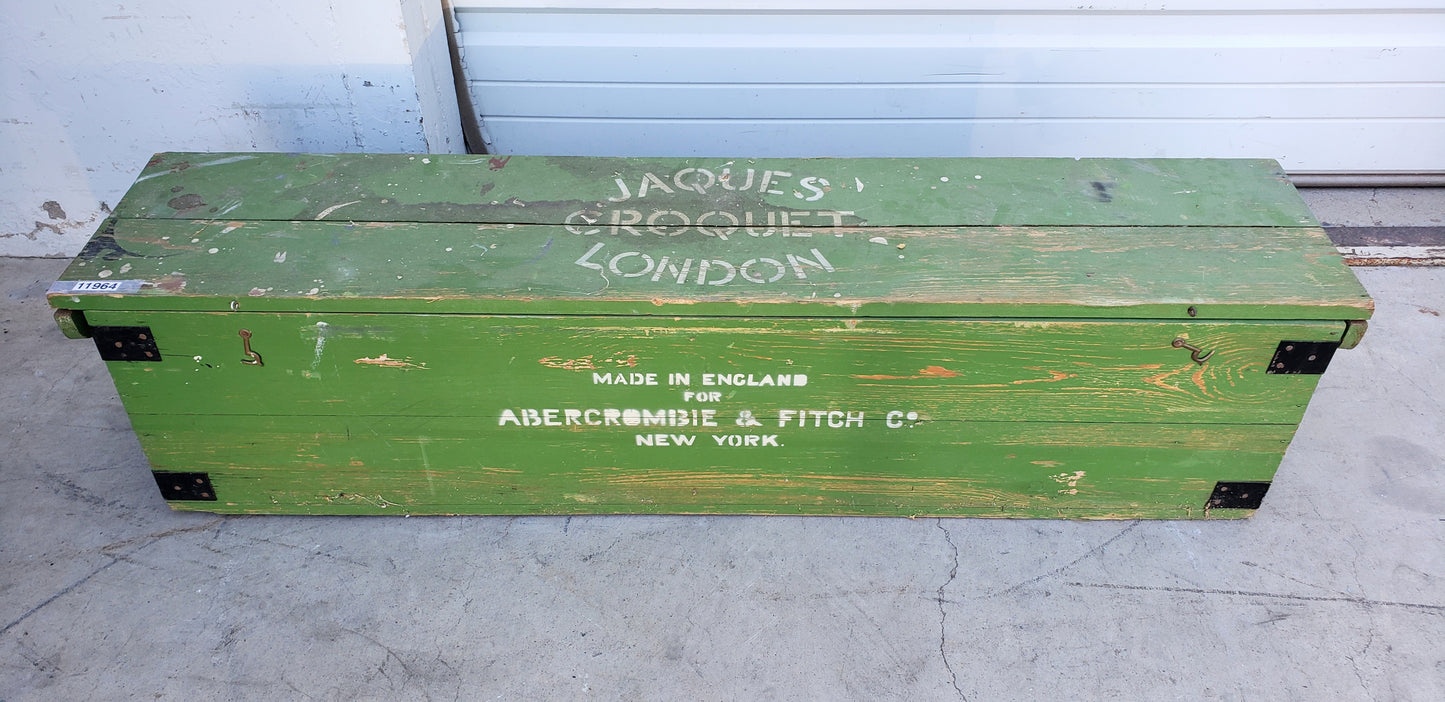 JAQUES
CROQUET
LONDON
11964
MADE IN ENGLAND
FOR
ABERCROMBIE & FITCH Cº
NEW YORK.